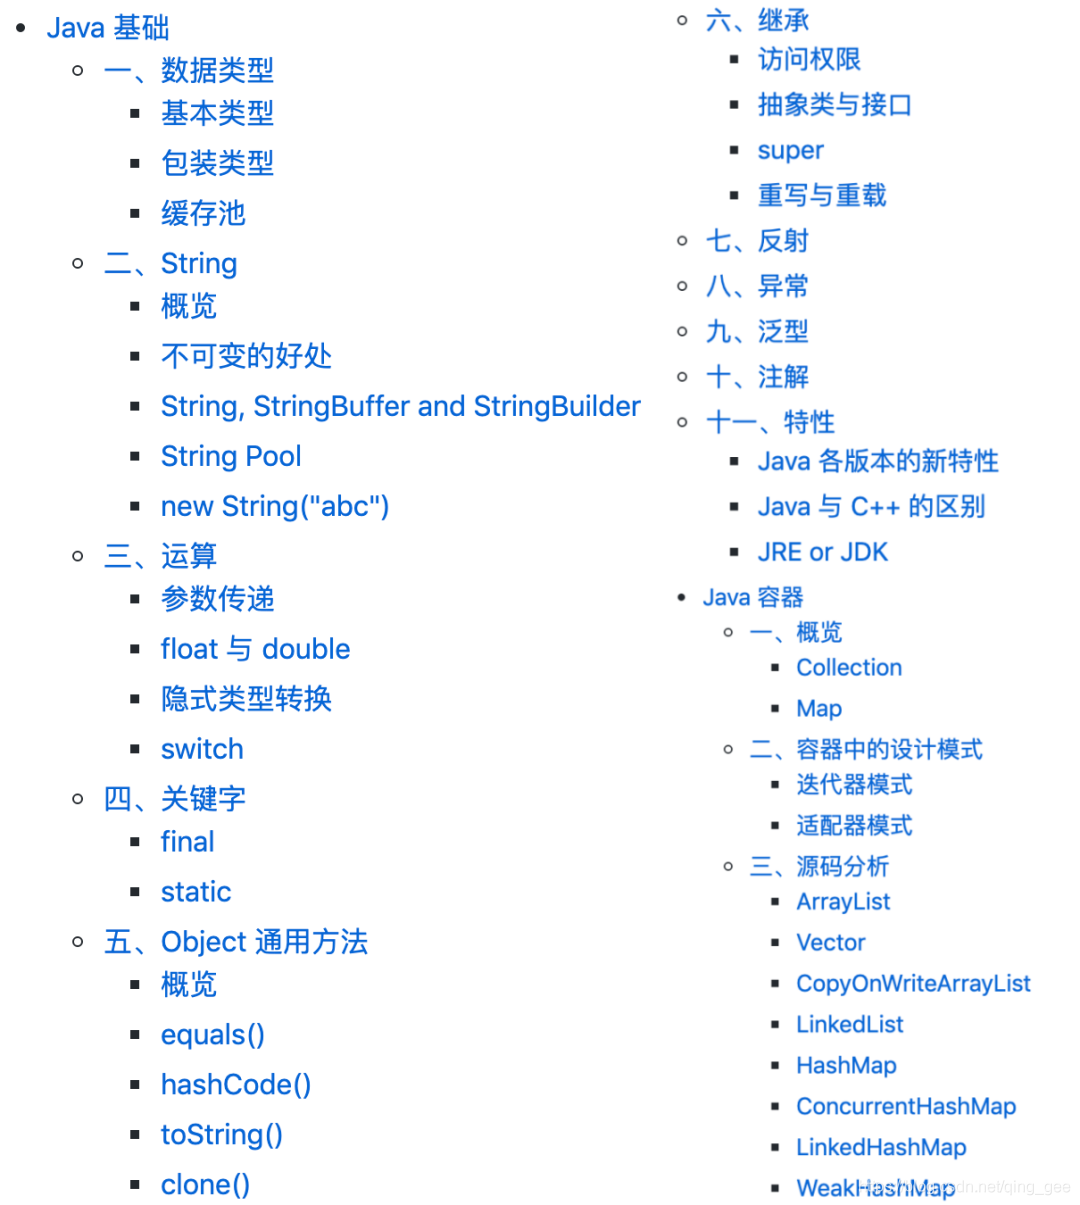 Java 基础
一、数据类型
基本类型
包装类型
缓存池
二、String
概览
不可变的好处
String, StringBuffer and StringBuilder
String Pool
new String("abc")
三、运算
参数传递
float 与 double
隐式类型转换
switch
四、关键字
final
static
五、Object 通用方法
概览
equals()
hashCode()
toString()
clone()
六、继承
访问权限
抽象类与接口
super
重写与重载
七、反射
八、异常
九、泛型
十、注解
十一、特性
Java 各版本的新特性
Java 与 C++ 的区别
JRE or JDK
Java 容器
一、概览
Collection
Map
二、容器中的设计模式
迭代器模式
适配器模式
三、源码分析
ArrayList
Vector
CopyOnWriteArrayList
LinkedList
HashMap
ConcurrentHashMap
LinkedHashMap
WeakHashMap